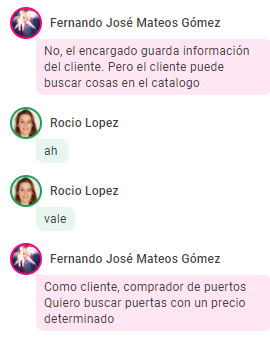 Fernando José Mateos Gómez
No, el encargado guarda información
del cliente. Pero el cliente puede
buscar cosas en el catalogo
Rocio Lopez
ah
Rocio Lopez
vale
Fernando José Mateos Gómez
Como cliente, comprador de puertos
Quiero buscar puertas con un precio
determinado